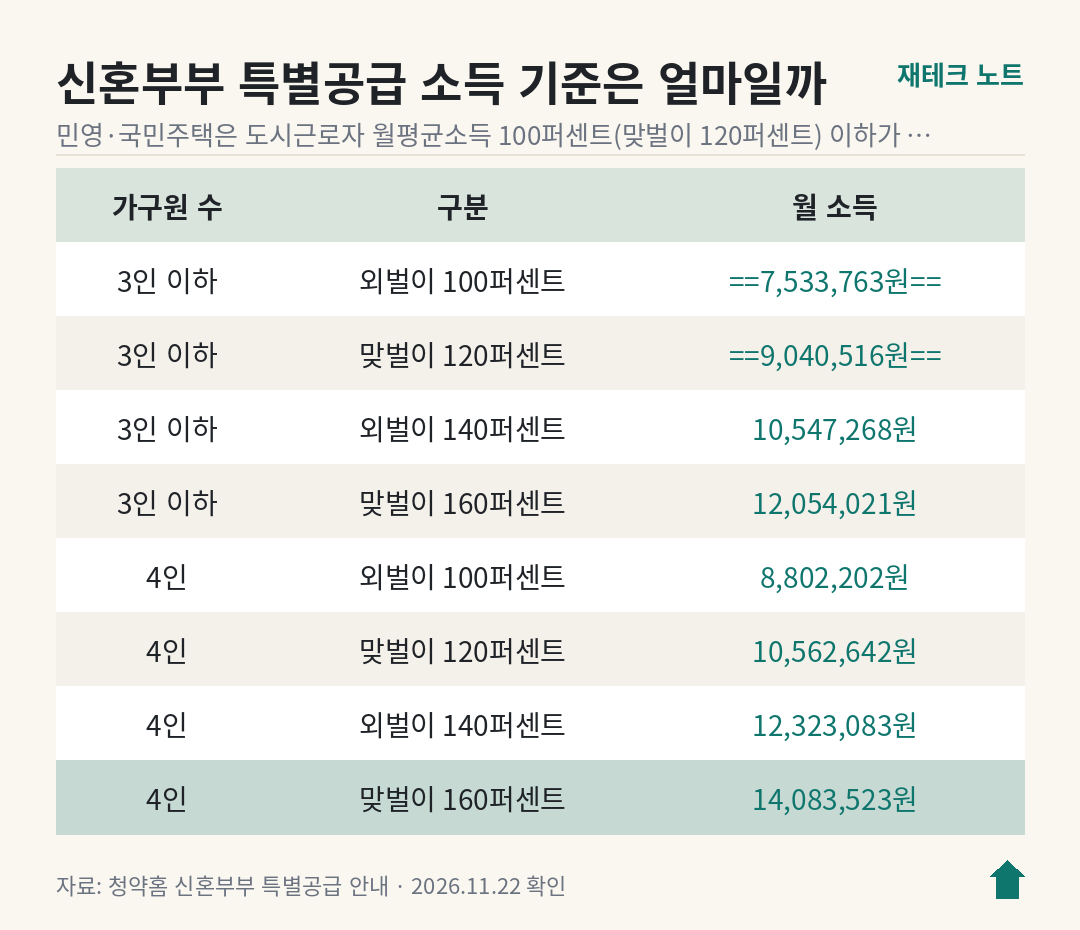 신혼부부 특별공급 소득 기준은 얼마일까
재테크 노트
민영·국민주택은 도시근로자 월평균소득 100퍼센트(맞벌이 120퍼센트) 이하가 …
가구원 수 구분 월 소득
3인 이하 외벌이 100퍼센트 ==7,533,763원==
3인 이하 맞벌이 120퍼센트 ==9,040,516원==
3인 이하 외벌이 140퍼센트 10,547,268원
3인 이하 맞벌이 160퍼센트 12,054,021원
4인 외벌이 100퍼센트 8,802,202원
4인 맞벌이 120퍼센트 10,562,642원
4인 외벌이 140퍼센트 12,323,083원
4인 맞벌이 160퍼센트 14,083,523원
자료: 청약홈 신혼부부 특별공급 안내 · 2026.11.22 확인